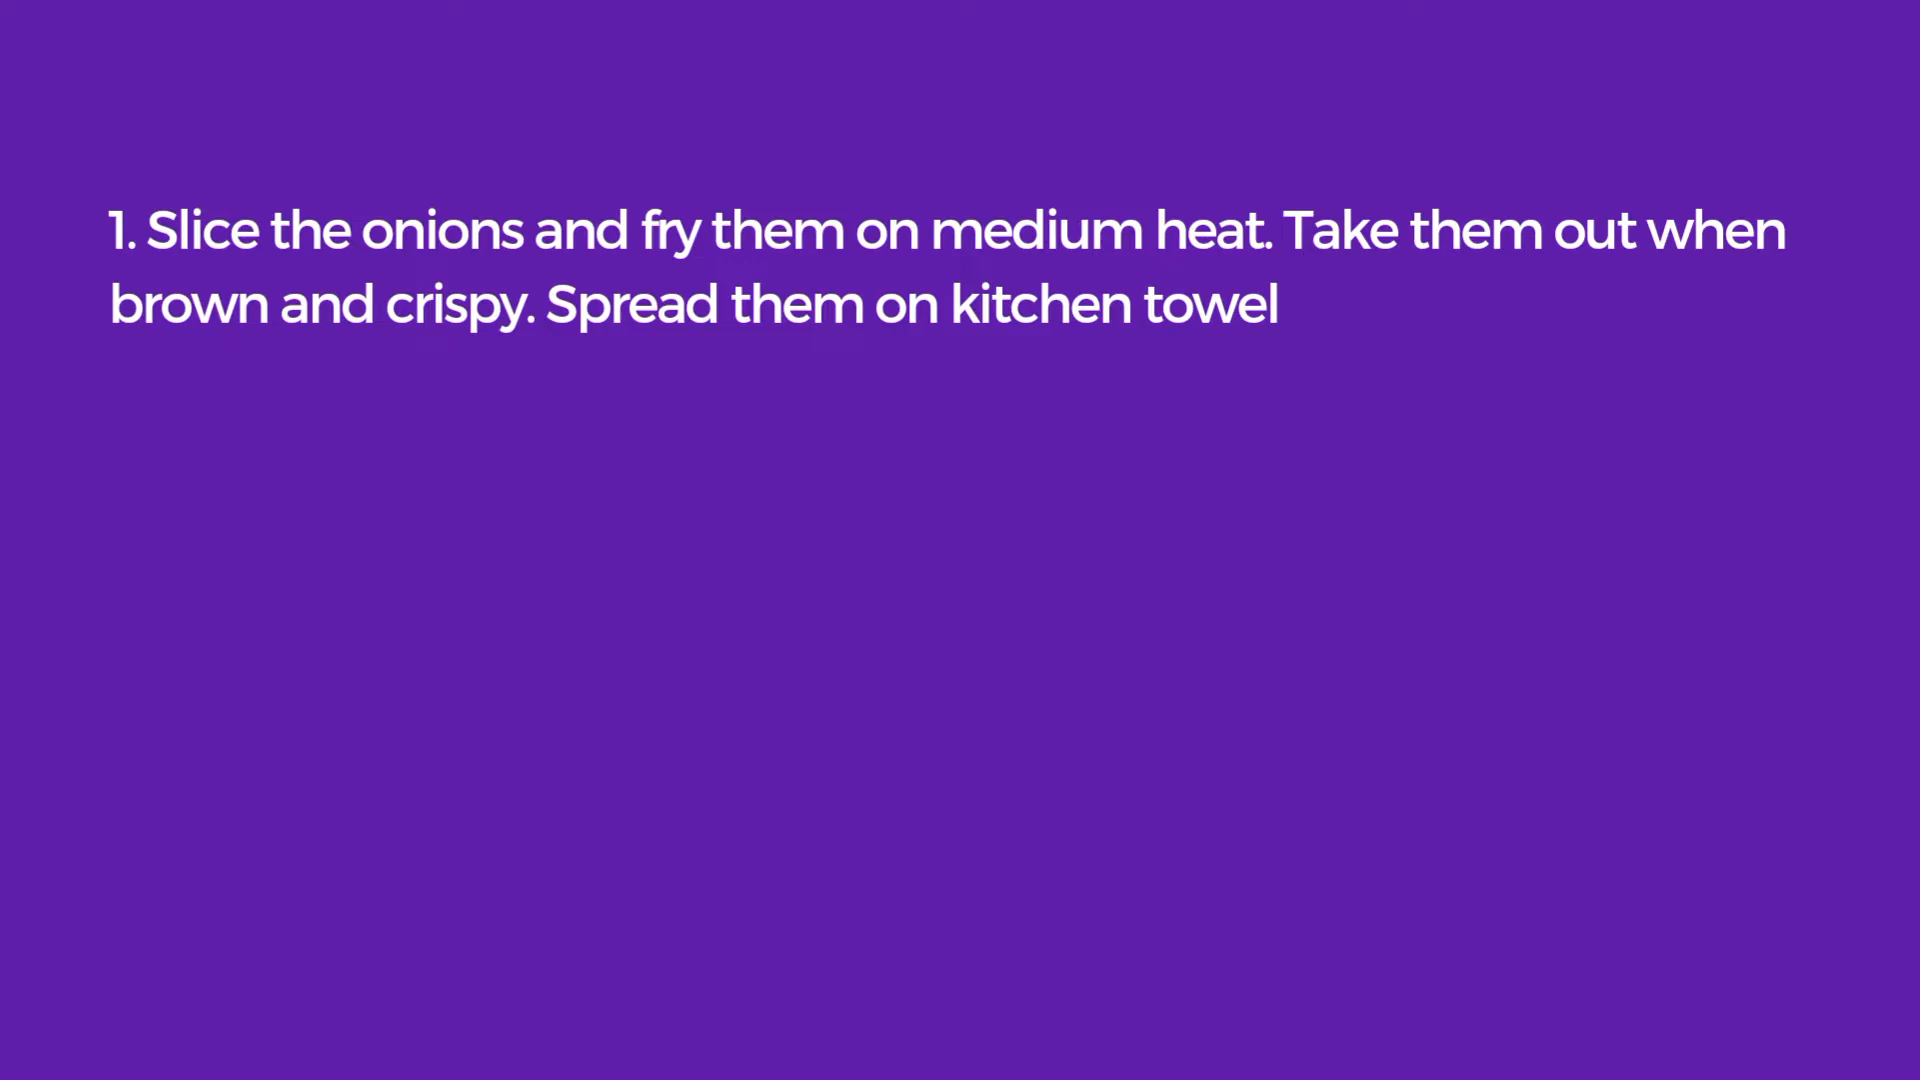 1. Slice the onions and fry them on medium heat. Take them out when
brown and crispy. Spread them on kitchen towel